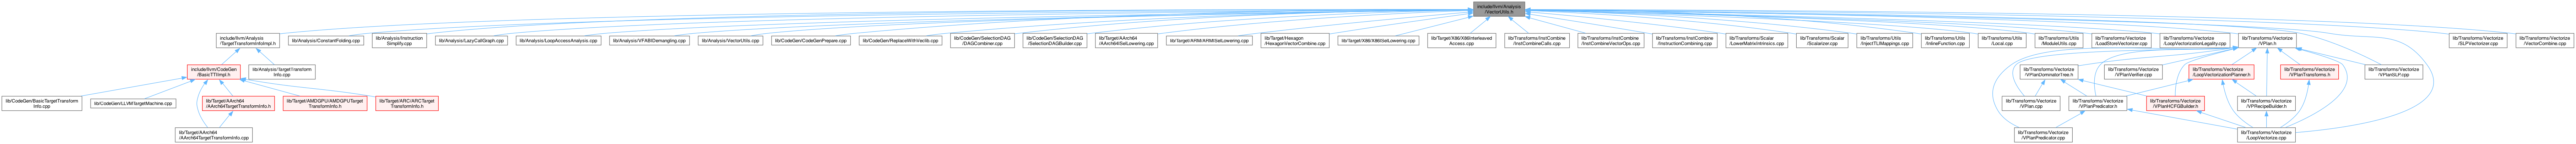 include/llvm/Analysis
/VectorUtils.h
include/llvm/Analysis
/TargetTransformInfoImpl.h
lib/Analysis/ConstantFolding.cpp
lib/Analysis/Instruction
Simplify.cpp
lib/Analysis/LazyCallGraph.cpp
lib/Analysis/LoopAccessAnalysis.cpp
lib/Analysis/VFABIDemangling.cpp
lib/Analysis/VectorUtils.cpp
lib/CodeGen/CodeGenPrepare.cpp
lib/CodeGen/ReplaceWithVeclib.cpp
lib/CodeGen/SelectionDAG
/DAGCombiner.cpp
lib/CodeGen/SelectionDAG
/SelectionDAGBuilder.cpp
lib/Target/AArch64
/AArch64ISelLowering.cpp
lib/Target/ARM/ARMISelLowering.cpp
lib/Target/Hexagon
/HexagonVectorCombine.cpp
lib/Target/X86/X86ISelLowering.cpp
lib/Target/X86/X86Interleaved
Access.cpp
lib/Transforms/InstCombine
/InstCombineCalls.cpp
lib/Transforms/InstCombine
/InstCombineVectorOps.cpp
lib/Transforms/InstCombine
/InstructionCombining.cpp
lib/Transforms/Scalar
/LowerMatrixIntrinsics.cpp
lib/Transforms/Scalar
/Scalarizer.cpp
lib/Transforms/Utils
/InjectTLIMappings.cpp
lib/Transforms/Utils
/InlineFunction.cpp
lib/Transforms/Utils
/Local.cpp
lib/Transforms/Utils
/ModuleUtils.cpp
lib/Transforms/Vectorize
/LoadStoreVectorizer.cpp
lib/Transforms/Vectorize
/LoopVectorizationLegality.cpp
lib/Transforms/Vectorize
/VPlan.h
lib/Transforms/Vectorize
/SLPVectorizer.cpp
lib/Transforms/Vectorize
/VectorCombine.cpp
include/llvm/CodeGen
/BasicTTIImpl.h
lib/Analysis/TargetTransform
Info.cpp
lib/Transforms/Vectorize
/VPlanDominatorTree.h
lib/Transforms/Vectorize
/VPlanVerifier.cpp
lib/Transforms/Vectorize
/LoopVectorizationPlanner.h
lib/Transforms/Vectorize
/VPlanTransforms.h
lib/Transforms/Vectorize
/VPlanSLP.cpp
lib/CodeGen/BasicTargetTransform
Info.cpp
lib/CodeGen/LLVMTargetMachine.cpp
lib/Target/AArch64
/AArch64TargetTransformInfo.h
lib/Target/AMDGPU/AMDGPUTarget
TransformInfo.h
lib/Target/ARC/ARCTarget
TransformInfo.h
lib/Transforms/Vectorize
/VPlan.cpp
lib/Transforms/Vectorize
/VPlanPredicator.h
lib/Transforms/Vectorize
/VPlanHCFGBuilder.h
lib/Transforms/Vectorize
/VPRecipeBuilder.h
lib/Target/AArch64
/AArch64TargetTransformInfo.cpp
lib/Transforms/Vectorize
/VPlanPredicator.cpp
lib/Transforms/Vectorize
/LoopVectorize.cpp